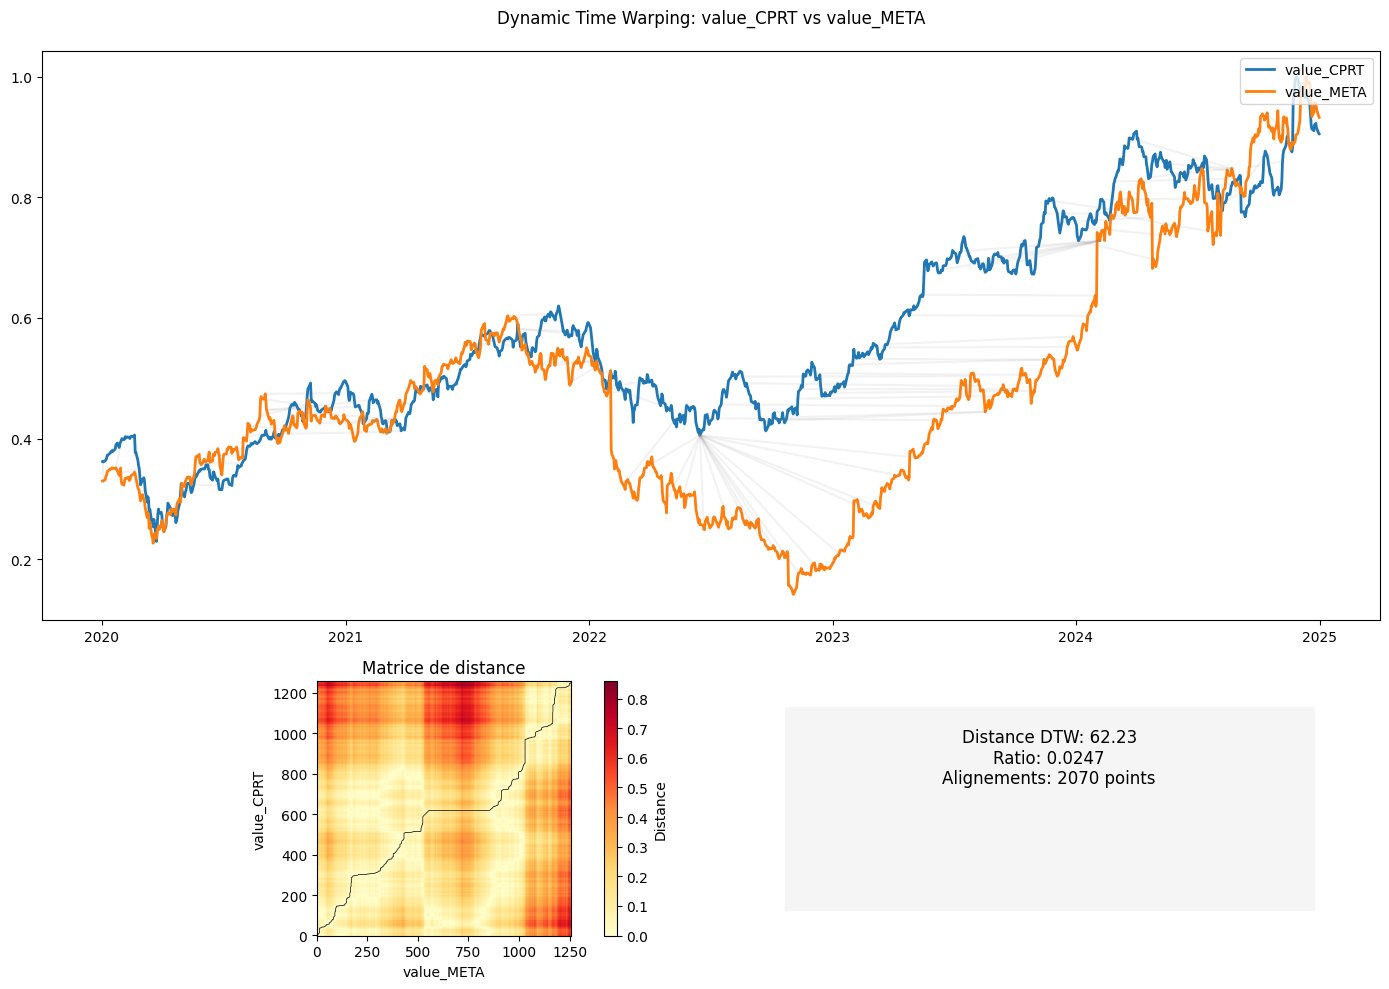 Dynamic Time Warping: value_CPRT vs value_META
value_CPRT
value_META
1.0
0.8
0.6
0.4
0.2
2020 2021 2022 2023 2024 2025
Matrice de distance
value_CPRT
1200
1000
800
600
400
200
0
0 250 500 750 1000 1250
value_META
0.8
0.7
0.6
0.5
0.4
0.3
0.2
0.1
0.0
Distance
Distance DTW: 62.23
Ratio: 0.0247
Alignements: 2070 points